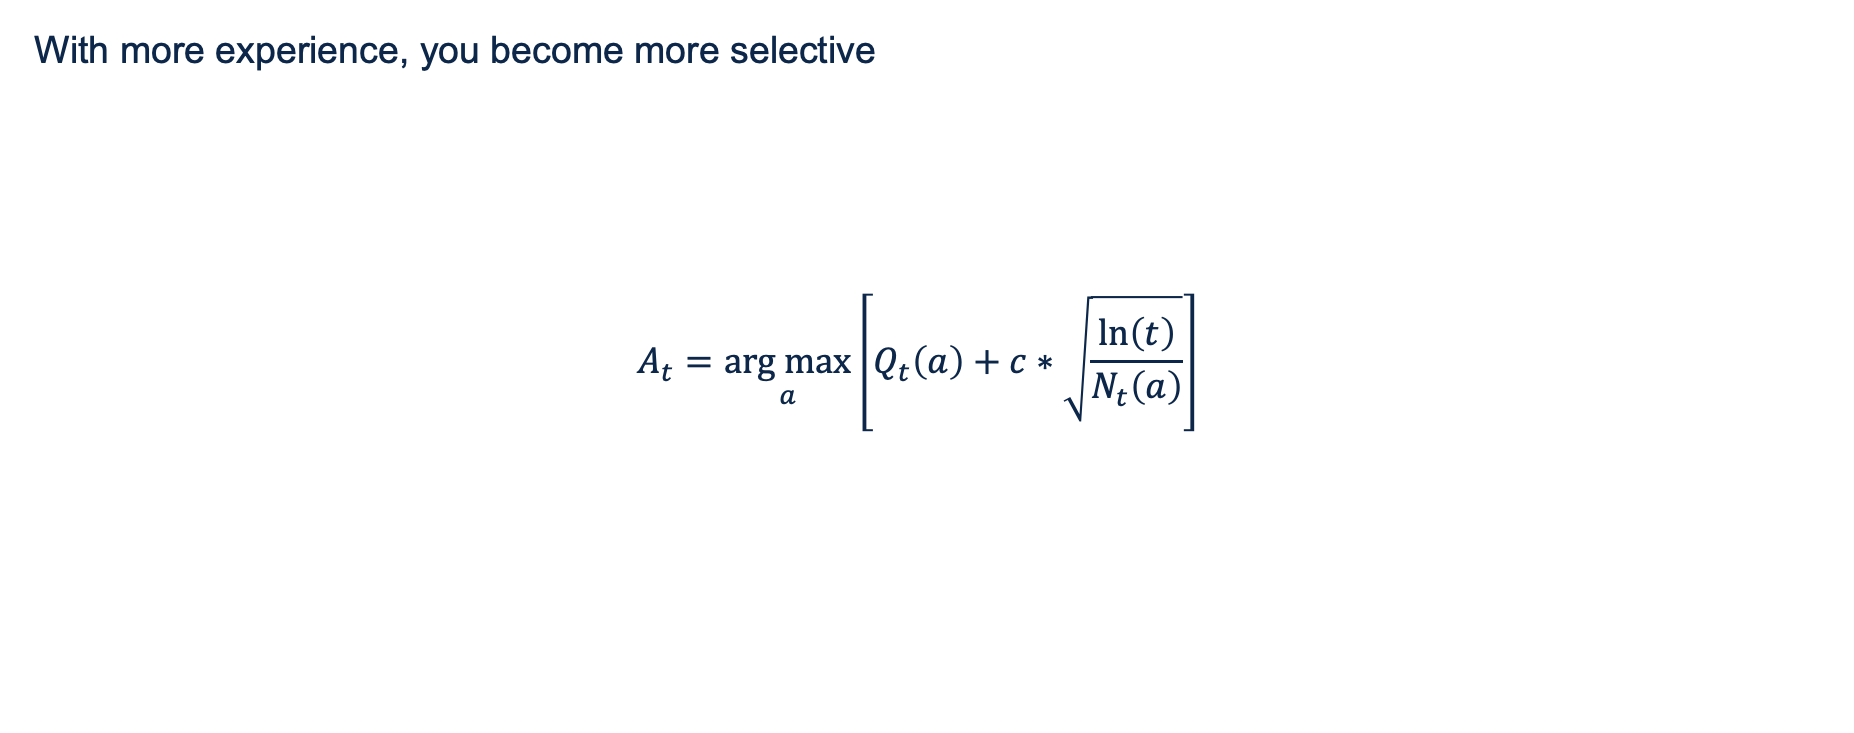 With more experience, you become more selective
A_t = arg max_a [Q_t(a) + c * √(ln(t) / N_t(a))]